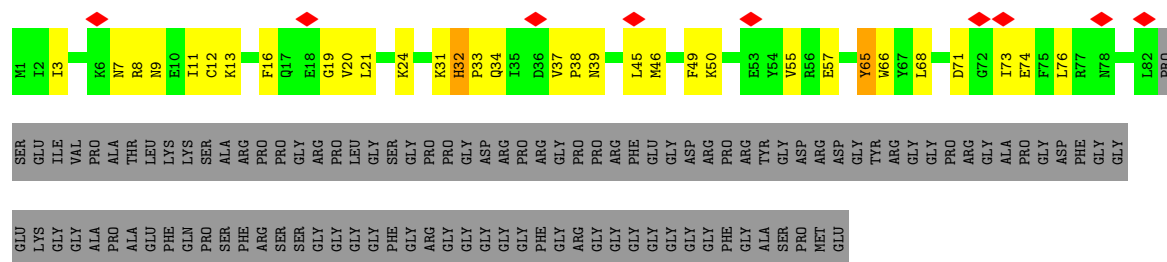 M1 I2 I3 K6 N7 R8 N9 E10 I11 C12 K13 F16 Q17 E18 G19 V20 L21 K24 K31 H32 P33 Q34 I35 D36 V37 P38 N39 L45 M46 F49 K50 E53 Y54 V55 R56 E57 Y65 W66 Y67 L68 D71 G72 I73 E74 F75 L76 R77 N78 L82 PRO
SER GLU ILE VAL PRO ALA THR LEU LYS LYS SER ALA ARG PRO PRO GLY ARG PRO LEU GLY SER GLY PRO PRO GLY ASP ARG PRO ARG GLY PRO PRO ARG PHE GLU GLY ASP ARG PRO ARG TYR GLY ASP ARG ASP GLY TYR ARG GLY GLY PRO ARG GLY ALA PRO GLY ASP PHE GLY GLY
GLU LYS GLY GLY ALA PRO ALA GLU PHE GLN PRO SER PHE ARG SER SER GLY GLY GLY GLY PHE GLY ARG GLY GLY GLY GLY GLY PHE GLY ARG GLY GLY GLY GLY GLY GLY GLY PHE GLY ALA SER PRO MET GLU